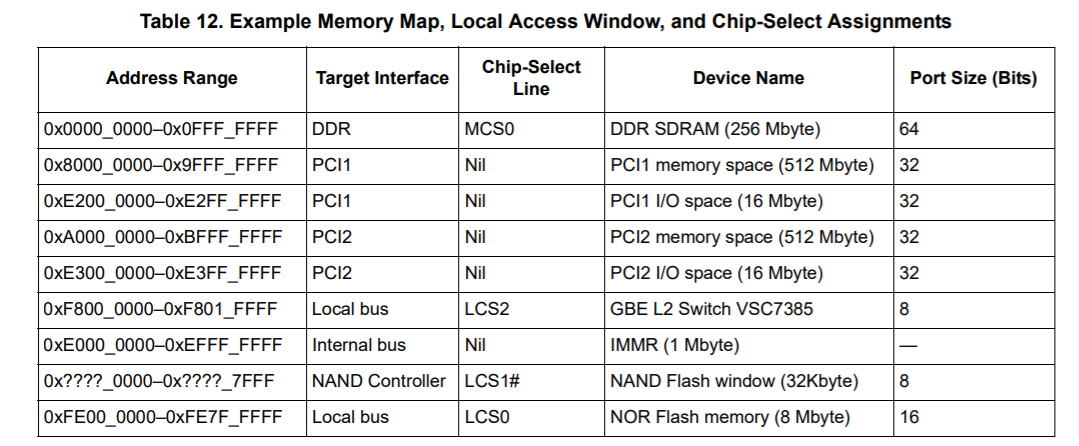 Table 12. Example Memory Map, Local Access Window, and Chip-Select Assignments
Address Range Target Interface Chip-Select Line Device Name Port Size (Bits)
0x0000_0000–0x0FFF_FFFF DDR MCS0 DDR SDRAM (256 Mbyte) 64
0x8000_0000–0x9FFF_FFFF PCI1 Nil PCI1 memory space (512 Mbyte) 32
0xE200_0000–0xE2FF_FFFF PCI1 Nil PCI1 I/O space (16 Mbyte) 32
0xA000_0000–0xBFFF_FFFF PCI2 Nil PCI2 memory space (512 Mbyte) 32
0xE300_0000–0xE3FF_FFFF PCI2 Nil PCI2 I/O space (16 Mbyte) 32
0xF800_0000–0xF801_FFFF Local bus LCS2 GBE L2 Switch VSC7385 8
0xE000_0000–0xEFFF_FFFF Internal bus Nil IMMR (1 Mbyte) —
0x????_0000–0x????_7FFF NAND Controller LCS1# NAND Flash window (32Kbyte) 8
0xFE00_0000–0xFE7F_FFFF Local bus LCS0 NOR Flash memory (8 Mbyte) 16